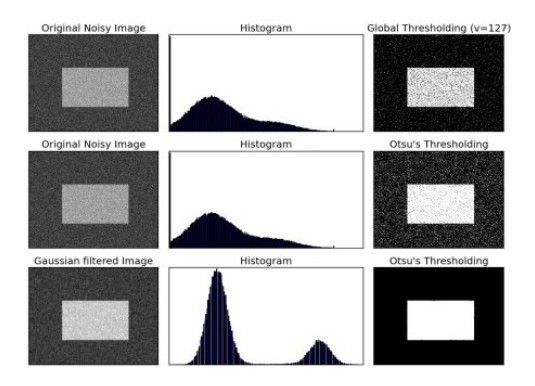 Original Noisy Image
Histogram
Global Thresholding (v=127)
Original Noisy Image
Histogram
Otsu's Thresholding
Gaussian filtered Image
Histogram
Otsu's Thresholding